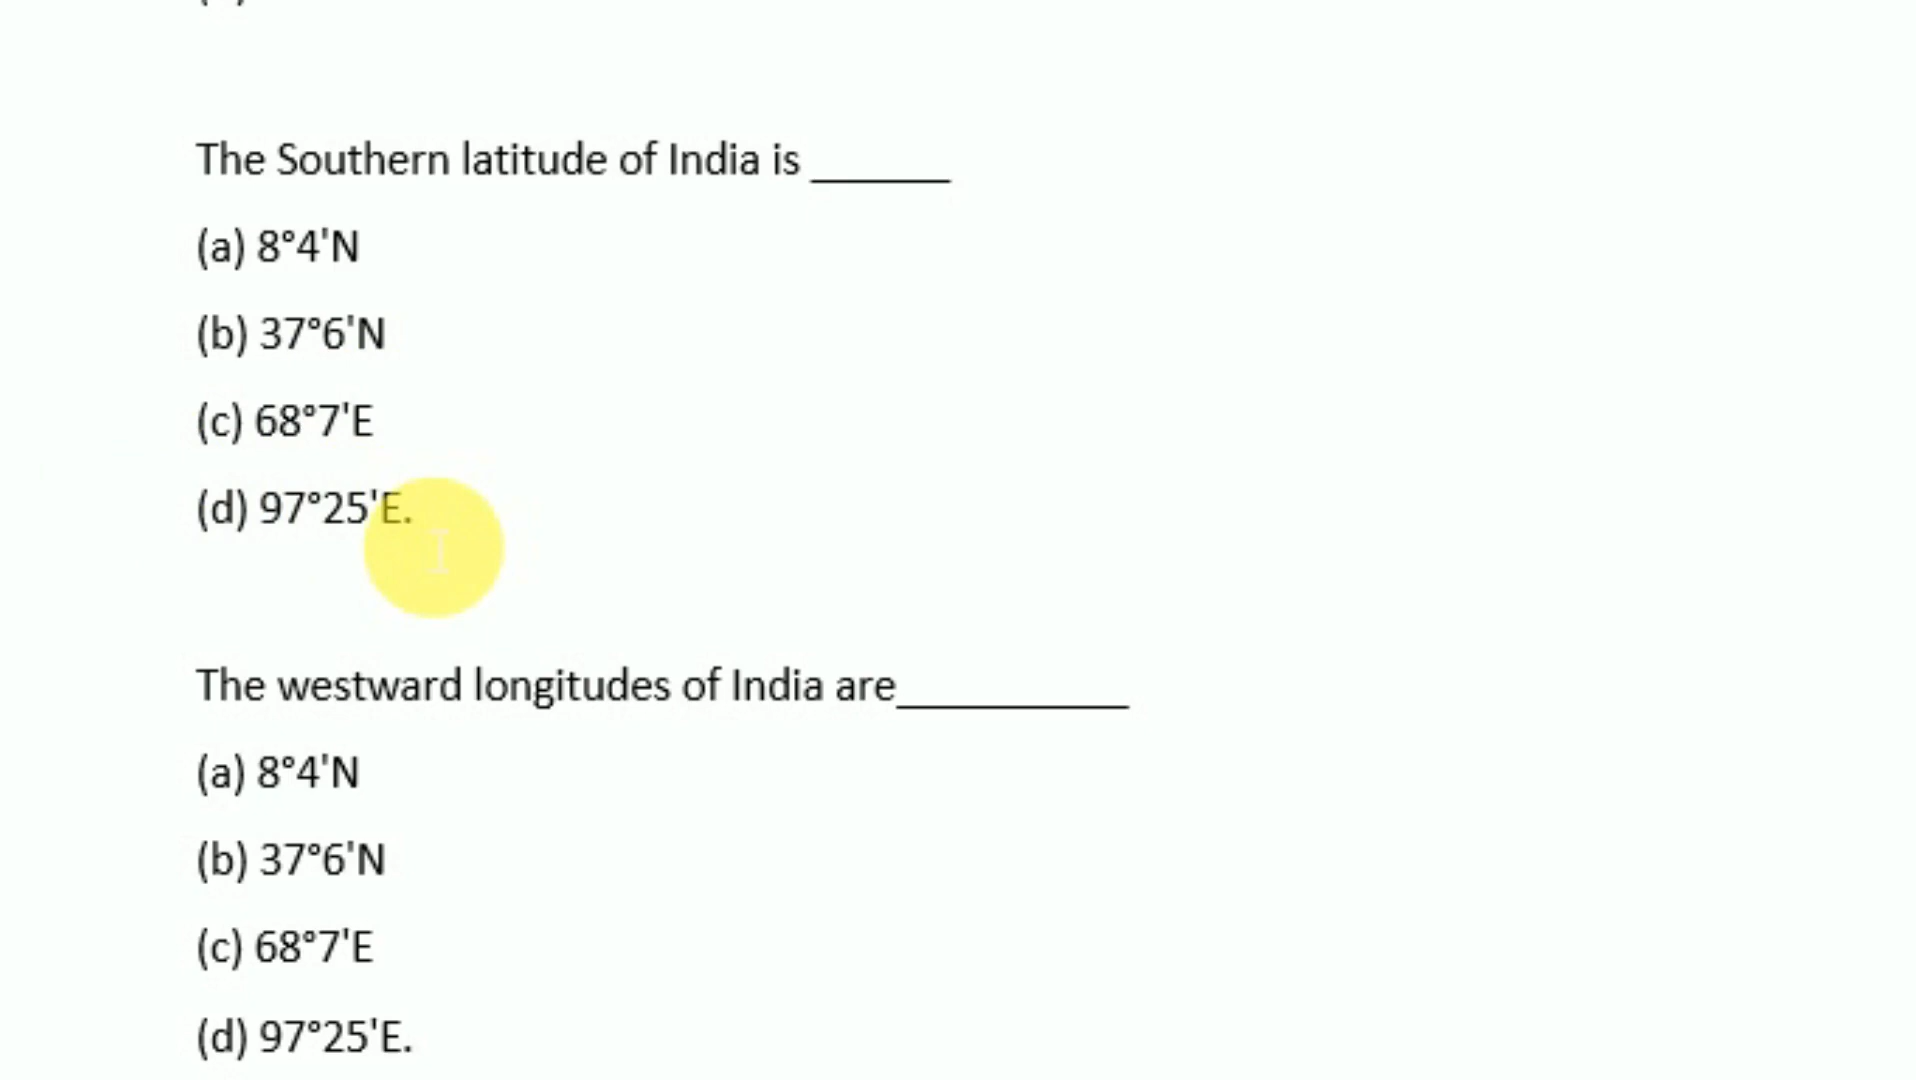 The Southern latitude of India is ______
(a) 8°4'N
(b) 37°6'N
(c) 68°7'E
(d) 97°25'E.
The westward longitudes of India are__________
(a) 8°4'N
(b) 37°6'N
(c) 68°7'E
(d) 97°25'E.